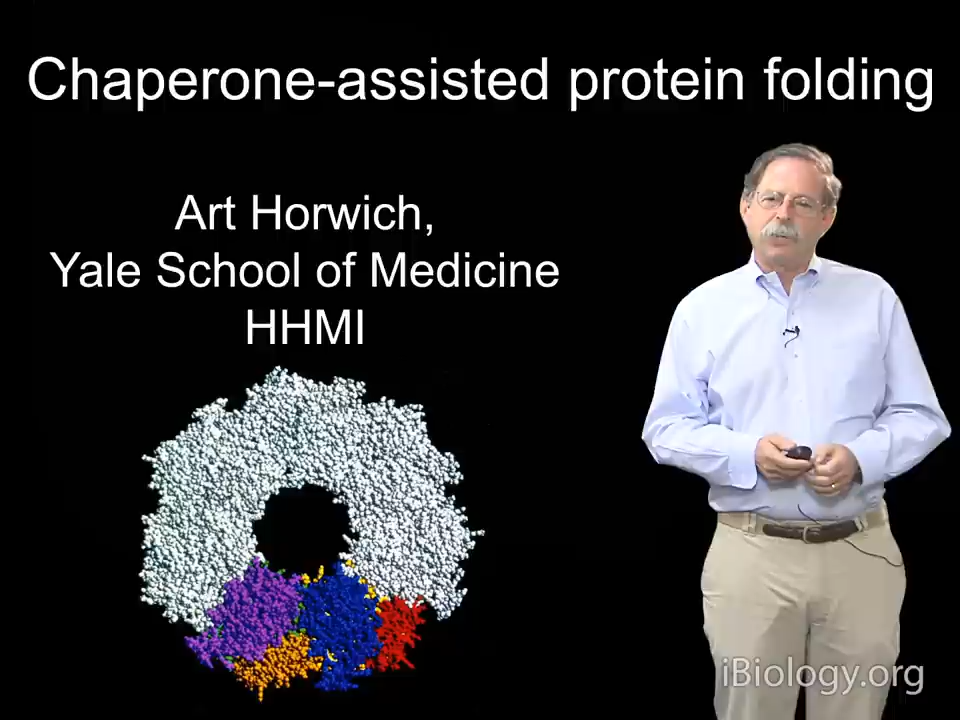 Chaperone-assisted protein folding
Art Horwich,
Yale School of Medicine
HHMI
iBiology.org